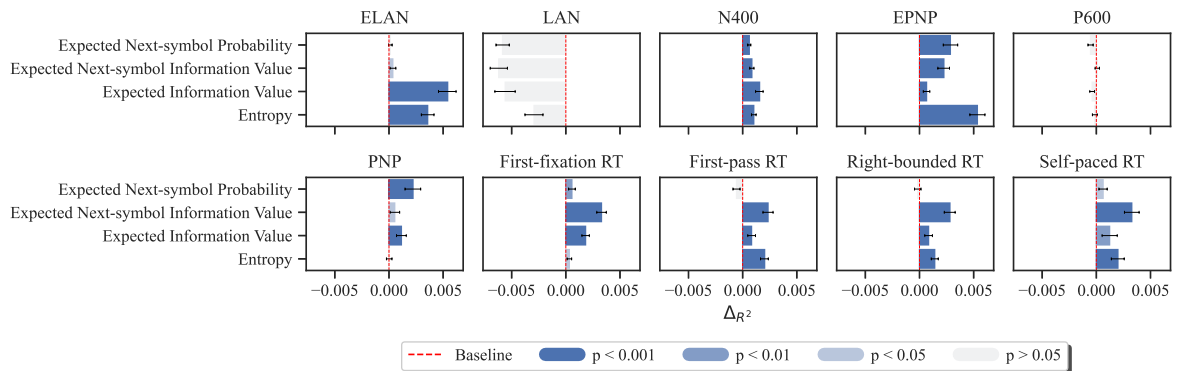 ELAN LAN N400 EPNP P600
Expected Next-symbol Probability
Expected Next-symbol Information Value
Expected Information Value
Entropy
PNP First-fixation RT First-pass RT Right-bounded RT Self-paced RT
Expected Next-symbol Probability
Expected Next-symbol Information Value
Expected Information Value
Entropy
−0.005 0.000 0.005 −0.005 0.000 0.005 −0.005 0.000 0.005 −0.005 0.000 0.005 −0.005 0.000 0.005
Δ_R²
Baseline p < 0.001 p < 0.01 p < 0.05 p > 0.05